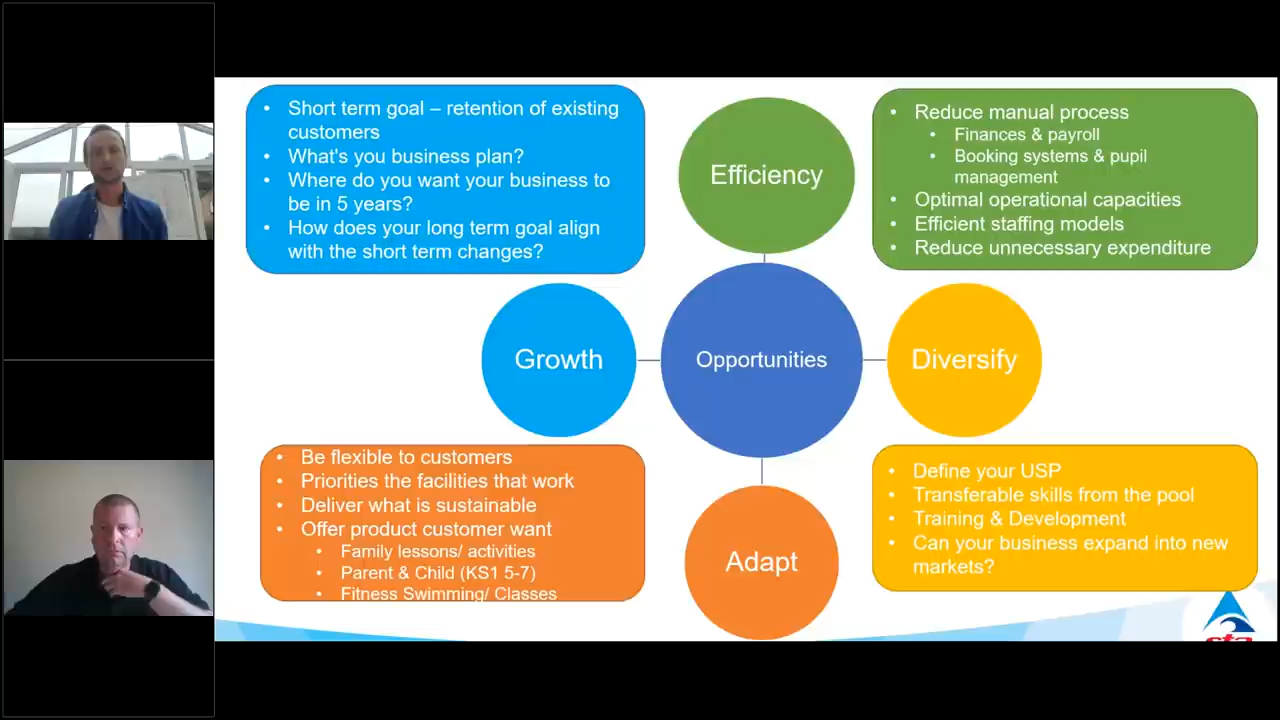 Short term goal – retention of existing
customers
What's you business plan?
Where do you want your business to
be in 5 years?
How does your long term goal align
with the short term changes?
Efficiency
Reduce manual process
Finances & payroll
Booking systems & pupil
management
Optimal operational capacities
Efficient staffing models
Reduce unnecessary expenditure
Growth
Opportunities
Diversify
Be flexible to customers
Priorities the facilities that work
Deliver what is sustainable
Offer product customer want
Family lessons/ activities
Parent & Child (KS1 5-7)
Fitness Swimming/ Classes
Adapt
Define your USP
Transferable skills from the pool
Training & Development
Can your business expand into new
markets?
sta